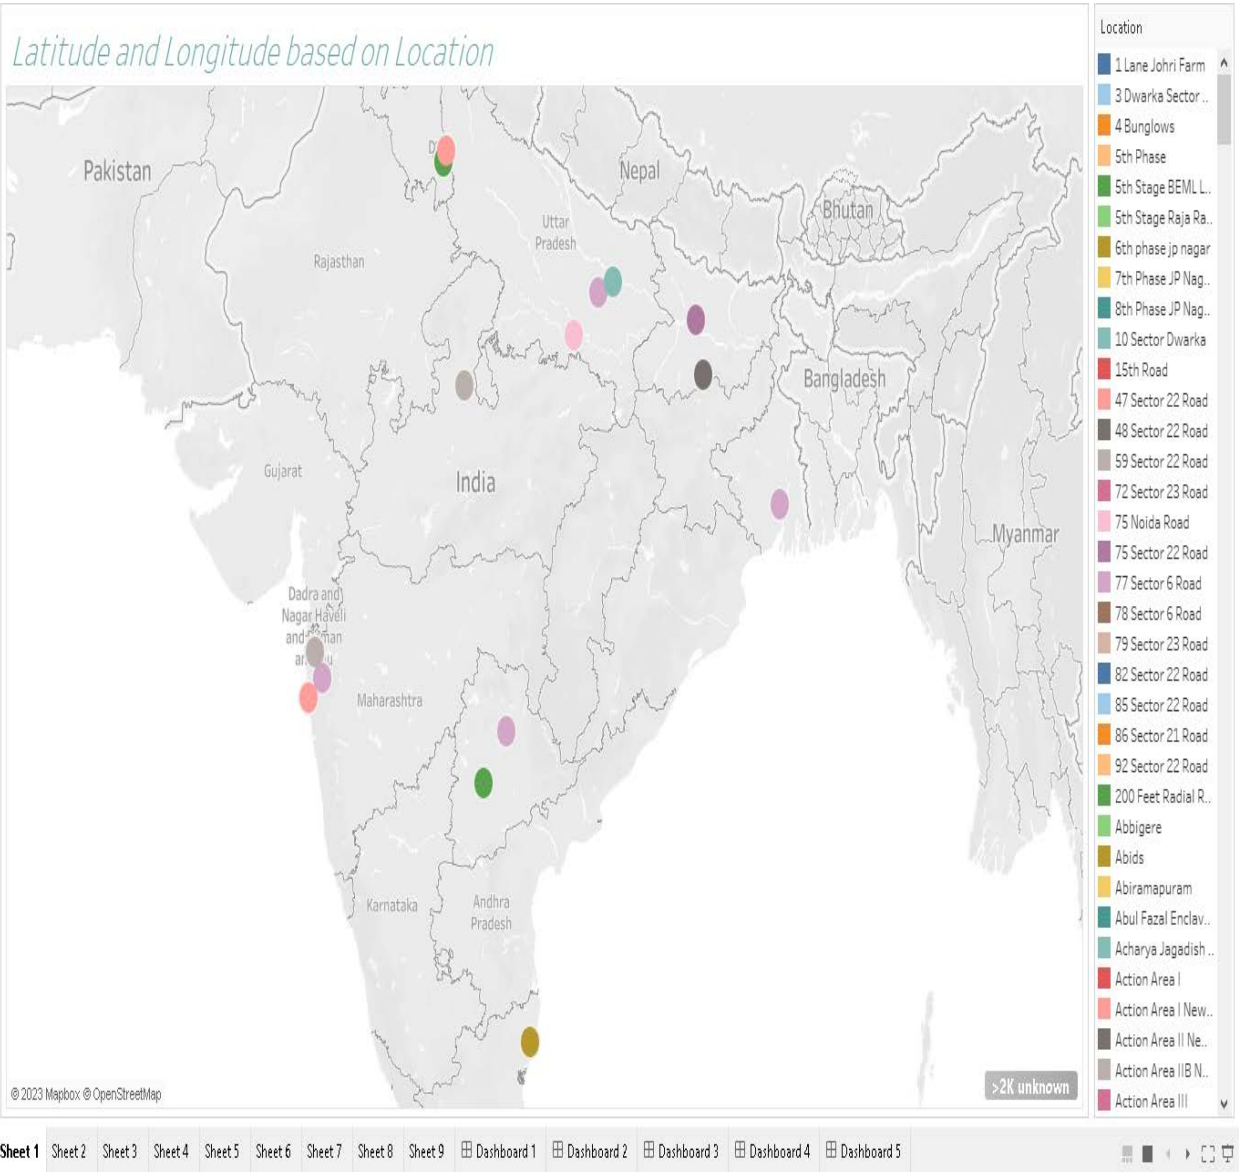 Latitude and Longitude based on Location
Pakistan
Nepal
Bhutan
Uttar
Pradesh
Rajasthan
Bangladesh
Gujarat
India
Myanmar
Dadra and
Nagar Haveli
Maharashtra
Karnataka
Andhra
Pradesh
© 2023 Mapbox © OpenStreetMap
>2K unknown
Location
1 Lane Johri Farm
3 Dwarka Sector ..
4 Bunglows
5th Phase
5th Stage BEML L..
5th Stage Raja Ra..
6th phase jp nagar
7th Phase JP Nag..
8th Phase JP Nag..
10 Sector Dwarka
15th Road
47 Sector 22 Road
48 Sector 22 Road
59 Sector 22 Road
72 Sector 23 Road
75 Noida Road
75 Sector 22 Road
77 Sector 6 Road
78 Sector 6 Road
79 Sector 23 Road
82 Sector 22 Road
85 Sector 22 Road
86 Sector 21 Road
92 Sector 22 Road
200 Feet Radial R..
Abbigere
Abids
Abiramapuram
Abul Fazal Enclav..
Acharya Jagadish ..
Action Area I
Action Area I New..
Action Area II Ne..
Action Area IIB N..
Action Area III
Sheet 1 Sheet 2 Sheet 3 Sheet 4 Sheet 5 Sheet 6 Sheet 7 Sheet 8 Sheet 9 Dashboard 1 Dashboard 2 Dashboard 3 Dashboard 4 Dashboard 5